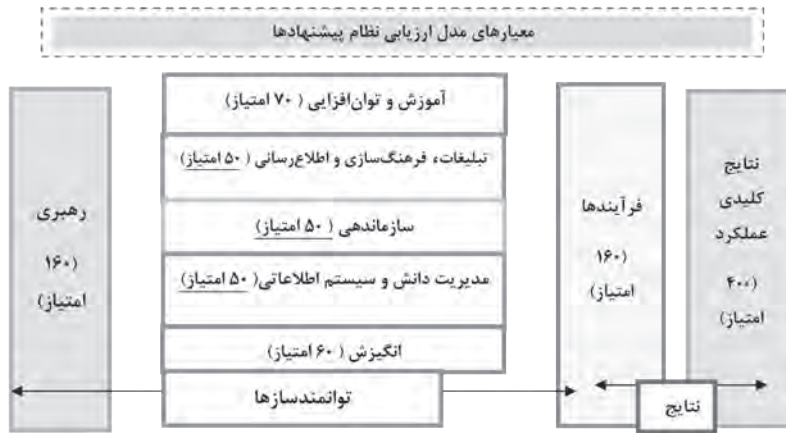 معیارهای مدل ارزیابی نظام پیشنهادها
رهبری
(۱۶۰
امتیاز)
آموزش و توان‌افزایی ( ۷۰ امتیاز)
تبلیغات، فرهنگ‌سازی و اطلاع‌رسانی ( ۵۰ امتیاز)
سازماندهی ( ۵۰ امتیاز)
مدیریت دانش و سیستم اطلاعاتی( ۵۰ امتیاز)
انگیزش ( ۶۰ امتیاز)
فرآیندها
(۱۶۰
امتیاز)
نتایج
کلیدی
عملکرد
(۴۰۰
امتیاز)
توانمندسازها
نتایج